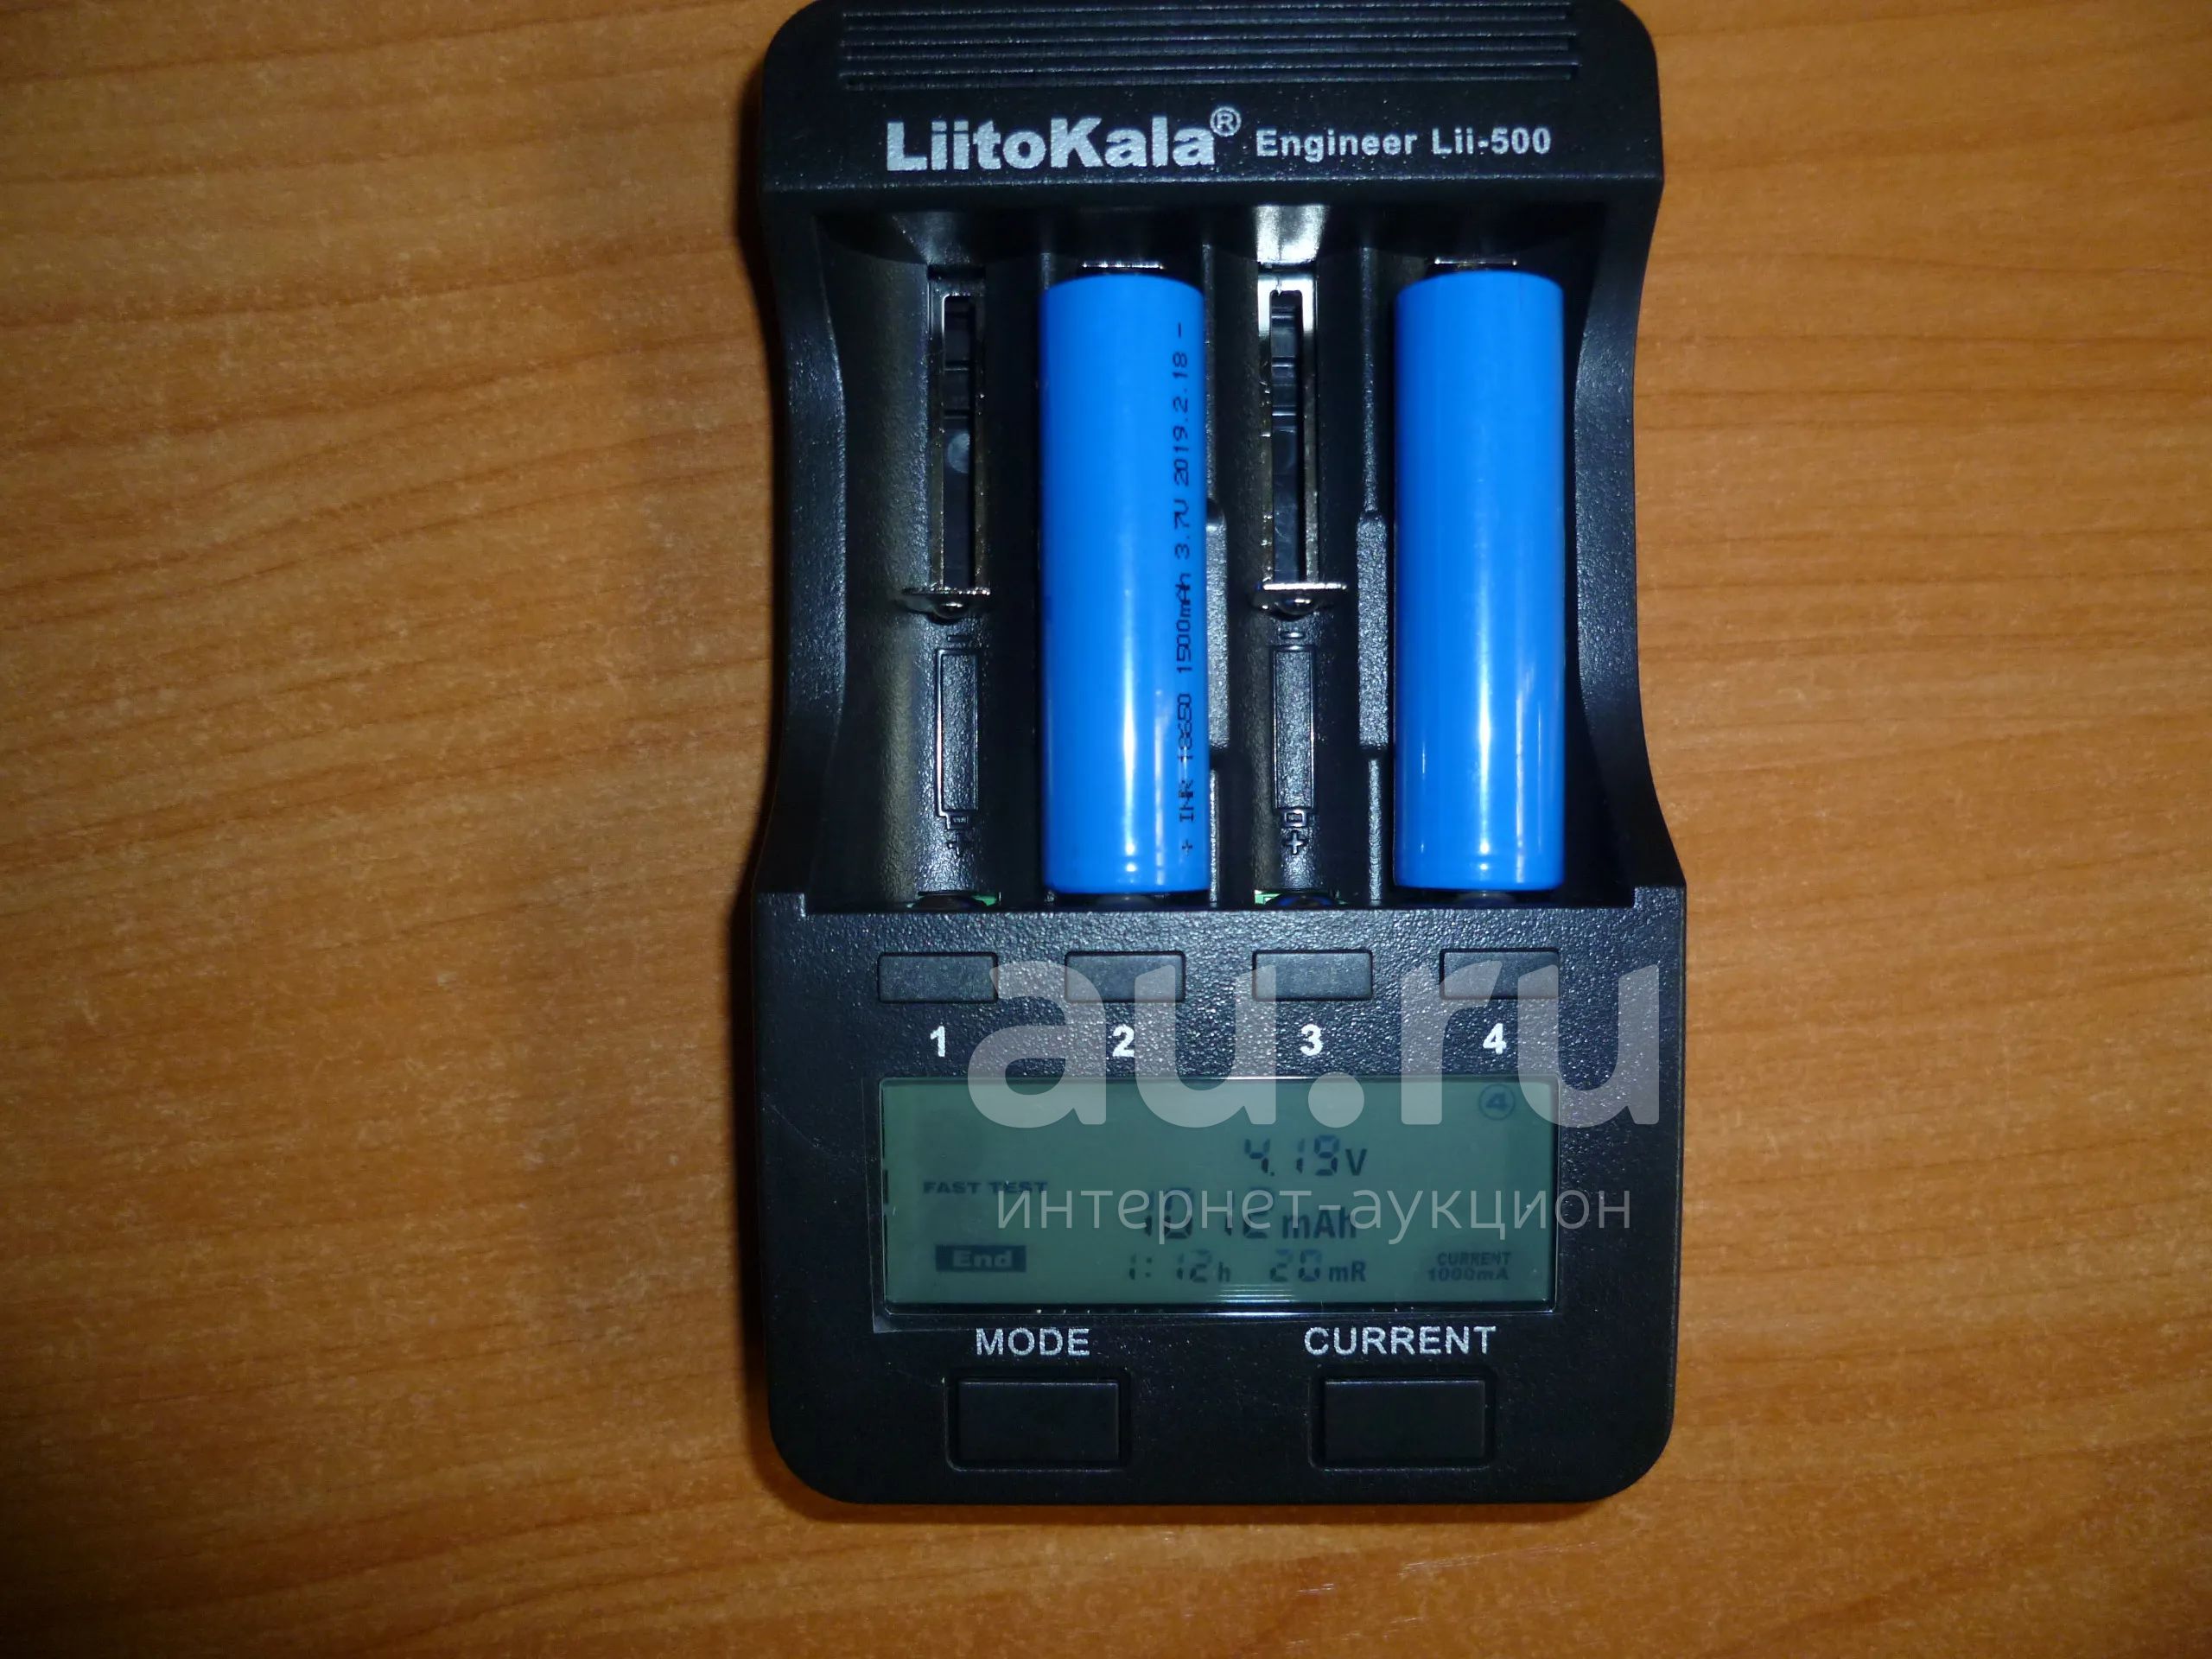 LiitoKala® Engineer Lii-500
+ INR 18650 1500mAh 3.7V 2019.2.18 -
1 2 3 4
au.ru
4
4.19V
FAST TEST
интернет-аукцион
mAh
End 1:12h 20mR CURRENT 1000mA
MODE CURRENT